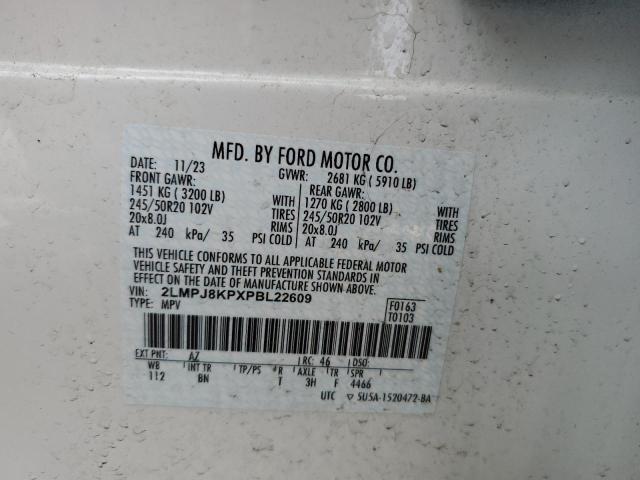 MFD. BY FORD MOTOR CO.
DATE: 11/23 GVWR: 2681 KG ( 5910 LB)
FRONT GAWR: REAR GAWR:
1451 KG ( 3200 LB) WITH 1270 KG ( 2800 LB) WITH
245/50R20 102V TIRES 245/50R20 102V TIRES
20x8.0J RIMS 20x8.0J RIMS
AT 240 kPa/ 35 PSI COLD AT 240 kPa/ 35 PSI COLD
THIS VEHICLE CONFORMS TO ALL APPLICABLE FEDERAL MOTOR
VEHICLE SAFETY AND THEFT PREVENTION STANDARDS IN
EFFECT ON THE DATE OF MANUFACTURE SHOWN ABOVE.
VIN: 2LMPJ8KPXPBL22609 F0163
TYPE: MPV T0103
EXT PNT: AZ RC: 46 DSO:
WB INT TR TP/PS R AXLE TR SPR
112 BN T 3H F 4466
UTC ▽ 5U5A-1520472-BA